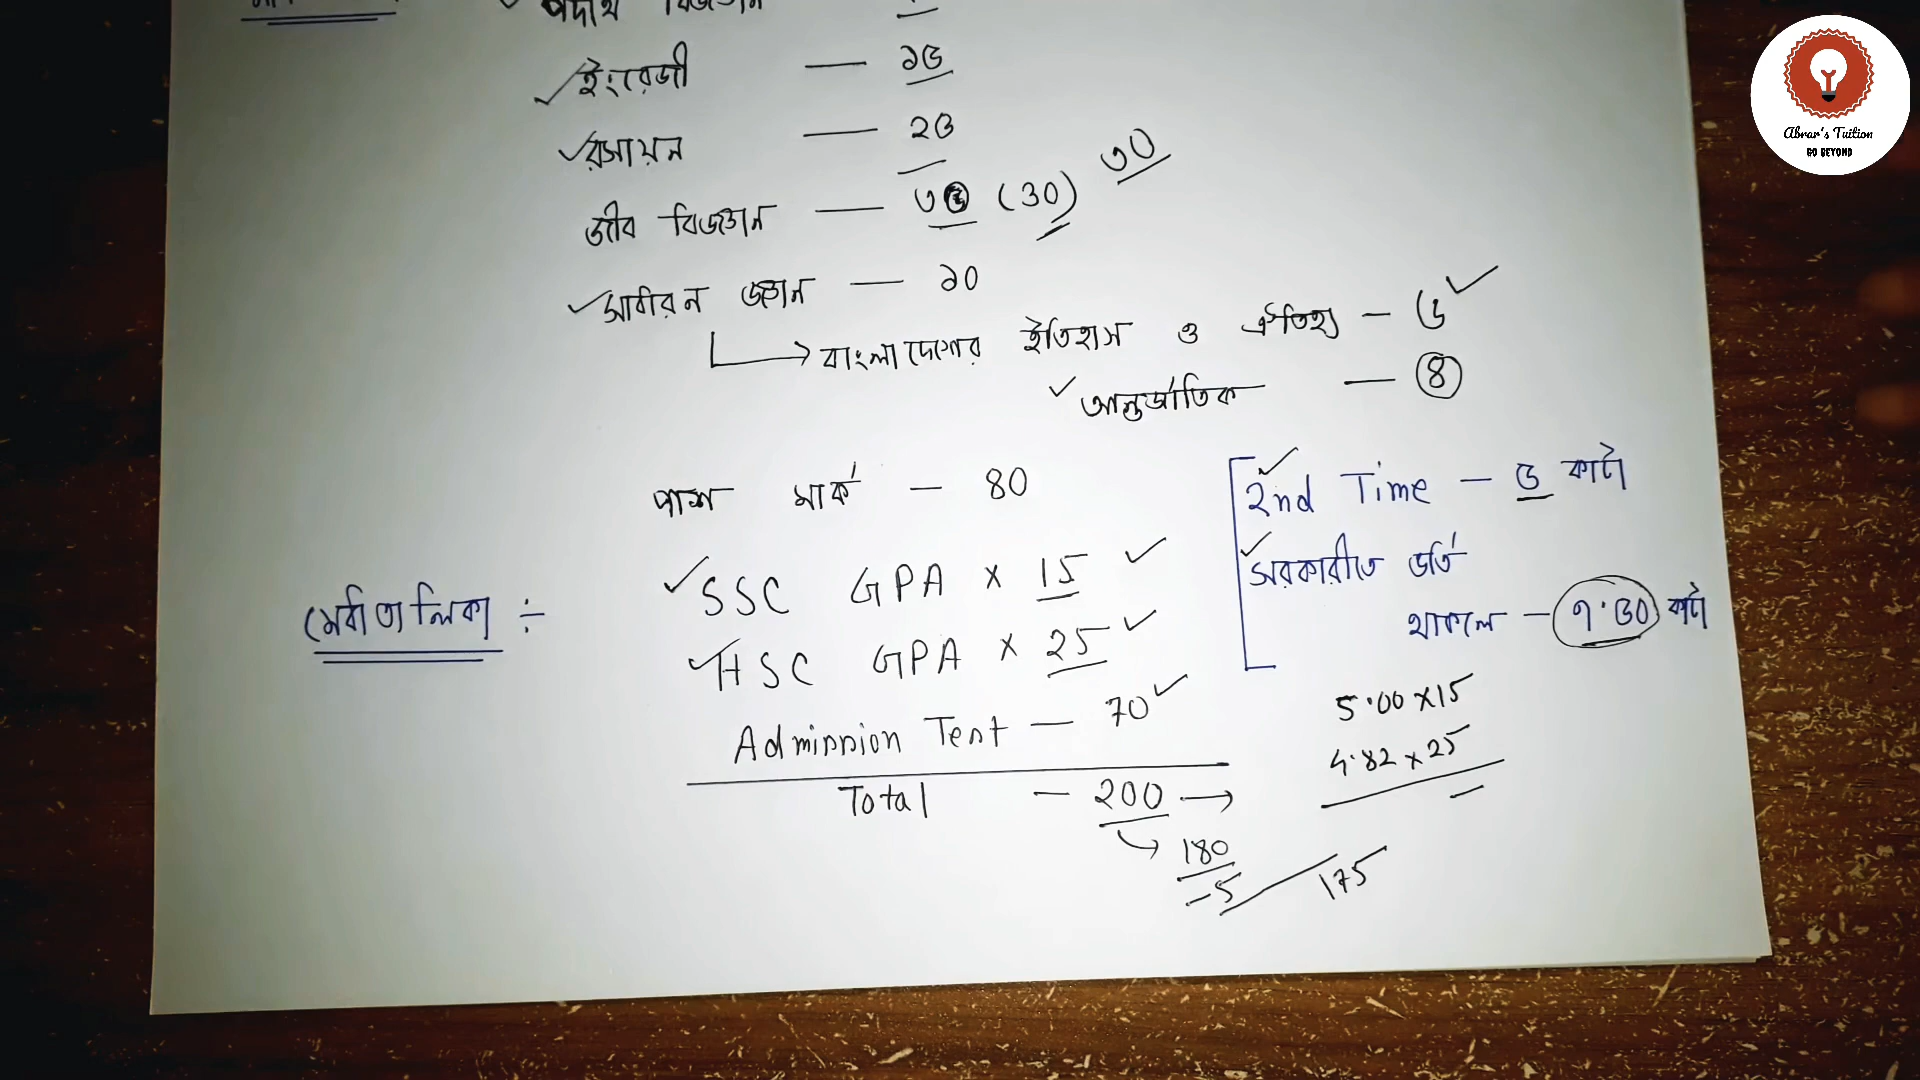 পদার্থ বিজ্ঞান
ইংরেজী — ১৫
রসায়ন — ২৫
জীব বিজ্ঞান — ৩৫ (30) ৩০
সাধারন জ্ঞান — ১০
বাংলাদেশের ইতিহাস ও ঐতিহ্য — ৬
আন্তর্জাতিক — ৪
পাশ মার্ক — ৪০
2nd Time — ৫ কাটা
সরকারীতে ভর্তি
থাকলে — ৭.৫০ কাটা
মেধাতালিকা ÷
SSC GPA × 15
HSC GPA × 25
Admission Test — 70
Total — 200 →
180
-5
175
5.00 ×15
4.82 × 25
Abrar's Tuition
GO BEYOND